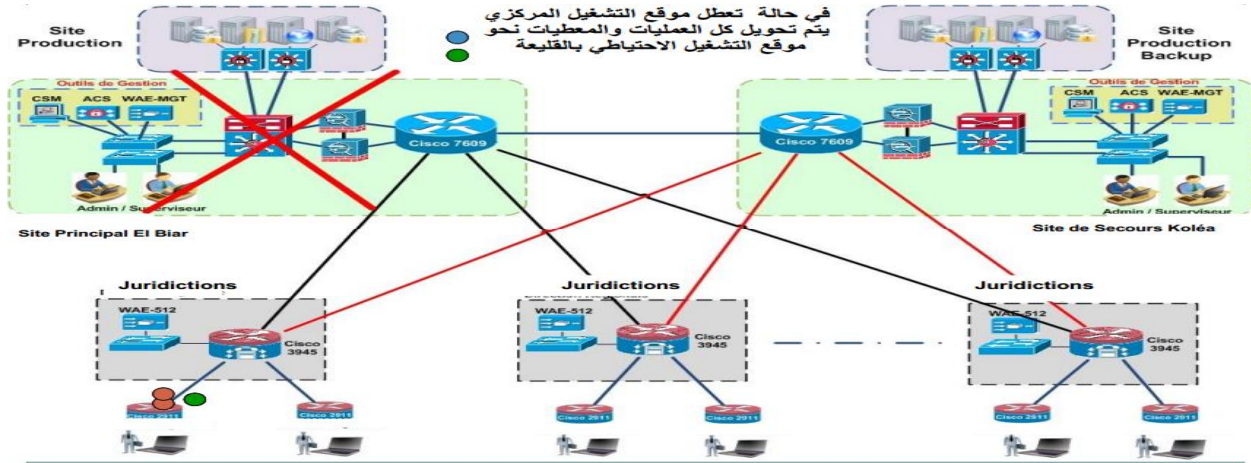 Site
Production
في حالة تعطل موقع التشغيل المركزي
يتم تحويل كل العمليات والمعطيات نحو
موقع التشغيل الاحتياطي بالقليعة
Site
Production
Backup
Outils de Gestion
CSM ACS WAE-MGT
Cisco 7609
Admin / Superviseur
Site Principal El Biar
Outils de Gestion
CSM ACS WAE-MGT
Cisco 7609
Admin / Superviseur
Site de Secours Koléa
Juridictions
WAE-512
Cisco
3945
Cisco 2911
Cisco 2911
Juridictions
WAE-512
Cisco
3945
Cisco 2911
Cisco 2911
Juridictions
WAE-512
Cisco
3945
Cisco 2911
Cisco 2911